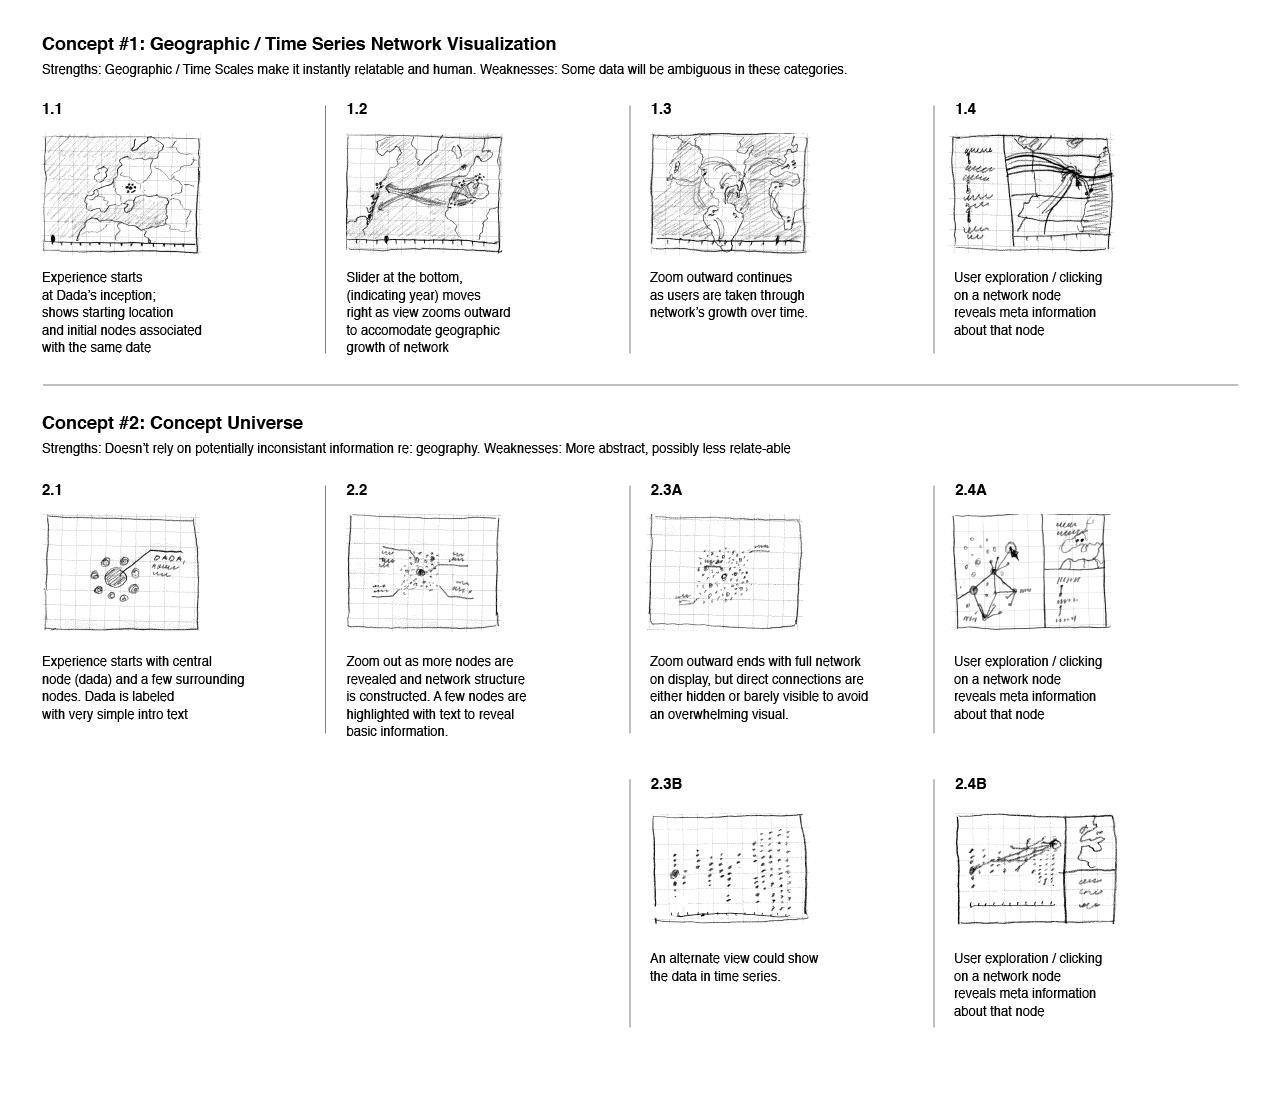 Concept #1: Geographic / Time Series Network Visualization
Strengths: Geographic / Time Scales make it instantly relatable and human. Weaknesses: Some data will be ambiguous in these categories.
1.1
Experience starts
at Dada's inception;
shows starting location
and initial nodes associated
with the same date
1.2
Slider at the bottom,
(indicating year) moves
right as view zooms outward
to accomodate geographic
growth of network
1.3
Zoom outward continues
as users are taken through
network's growth over time.
1.4
User exploration / clicking
on a network node
reveals meta information
about that node
Concept #2: Concept Universe
Strengths: Doesn't rely on potentially inconsistant information re: geography. Weaknesses: More abstract, possibly less relate-able
2.1
DADA,
Experience starts with central
node (dada) and a few surrounding
nodes. Dada is labeled
with very simple intro text
2.2
Zoom out as more nodes are
revealed and network structure
is constructed. A few nodes are
highlighted with text to reveal
basic information.
2.3A
Zoom outward ends with full network
on display, but direct connections are
either hidden or barely visible to avoid
an overwhelming visual.
2.4A
User exploration / clicking
on a network node
reveals meta information
about that node
2.3B
An alternate view could show
the data in time series.
2.4B
User exploration / clicking
on a network node
reveals meta information
about that node